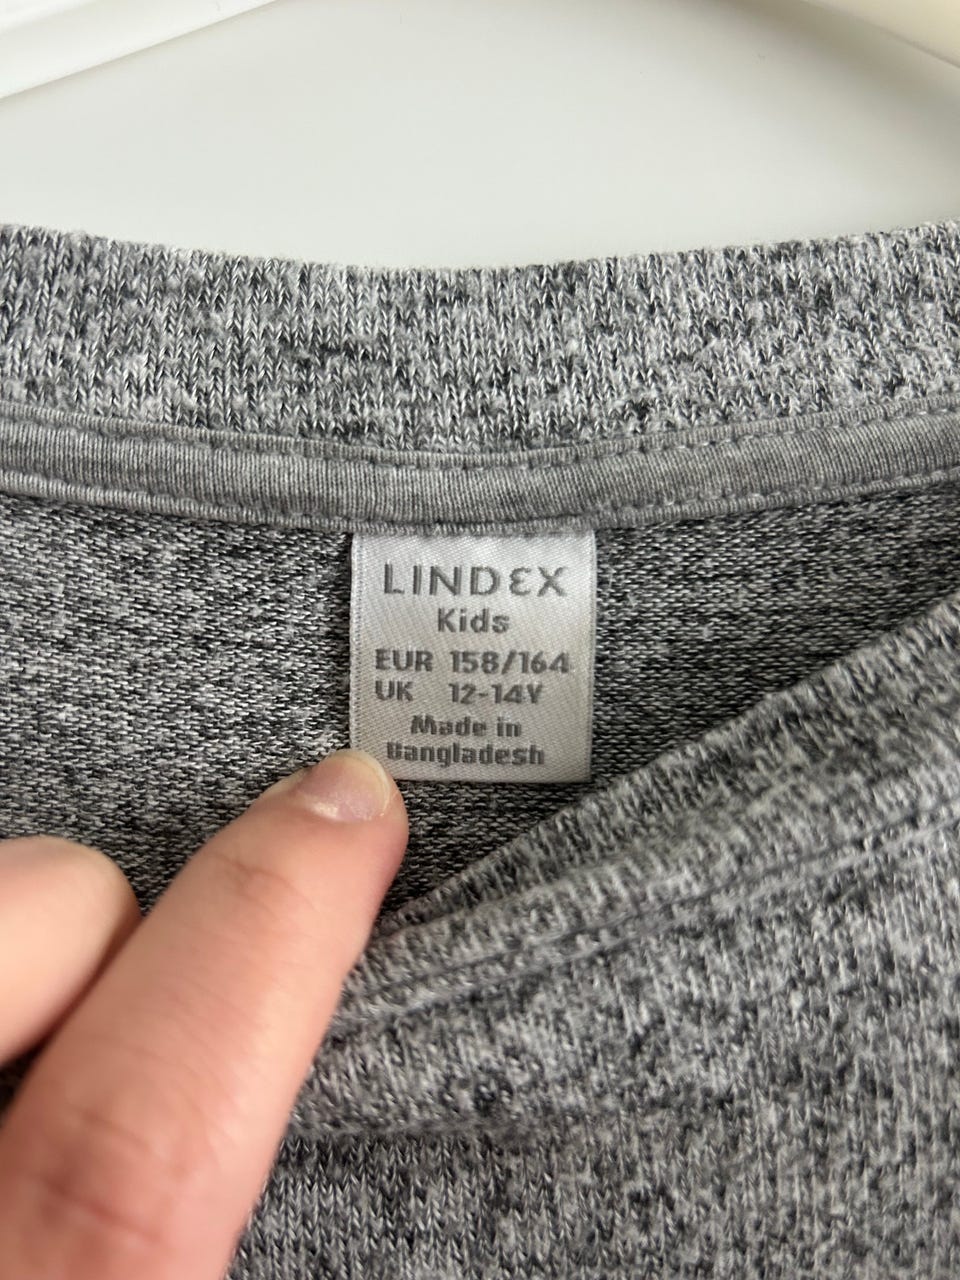 LINDEX
Kids
EUR 158/164
UK 12-14Y
Made in
Bangladesh